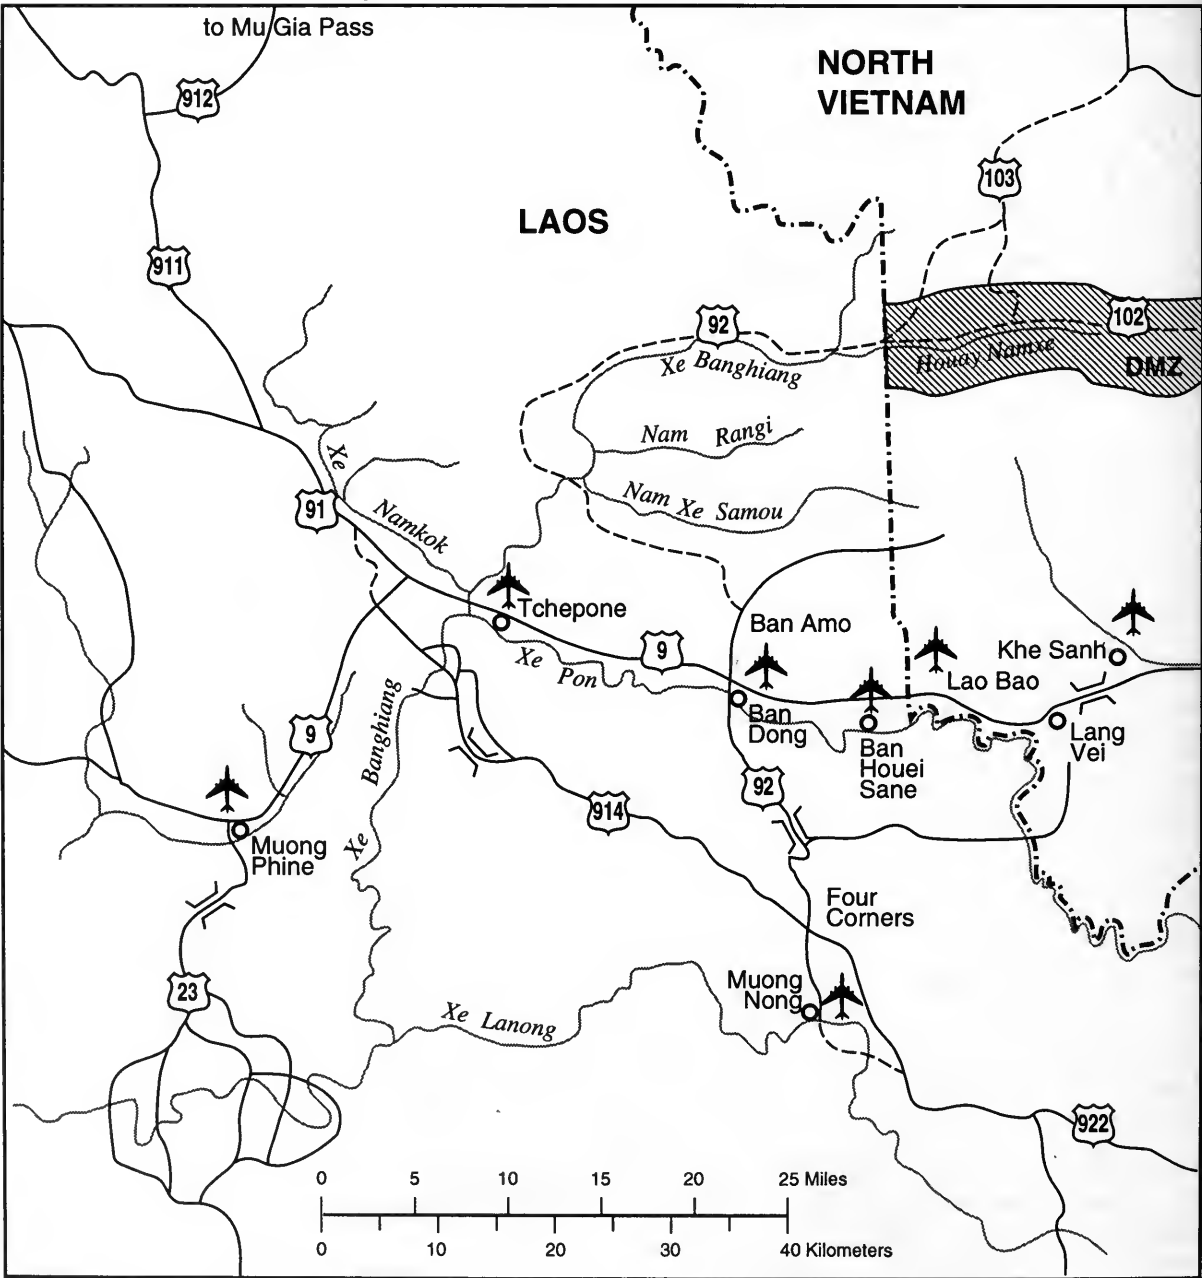 to Mu Gia Pass
NORTH
VIETNAM
912
103
LAOS
911
92
102
Xe Banghiang
Houay Namxe
DMZ
Nam Rangi
Xe
Nam Xe Samou
91
Namkok
Tchepone
Ban Amo
9
Khe Sanh
Xe Pon
Lao Bao
Ban
Dong
Lang
Vei
9
Xe Banghiang
Ban
Houei
Sane
92
914
Muong
Phine
Four
Corners
Muong
Nong
23
Xe Lanong
922
0 5 10 15 20 25 Miles
0 10 20 30 40 Kilometers